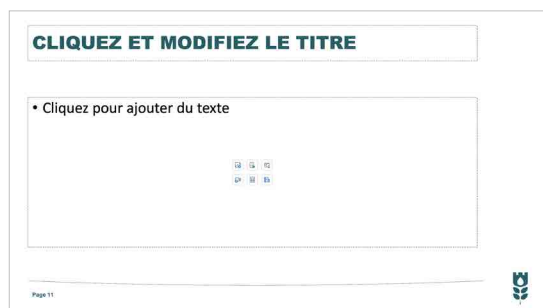 CLIQUEZ ET MODIFIEZ LE TITRE
• Cliquez pour ajouter du texte
Page 11